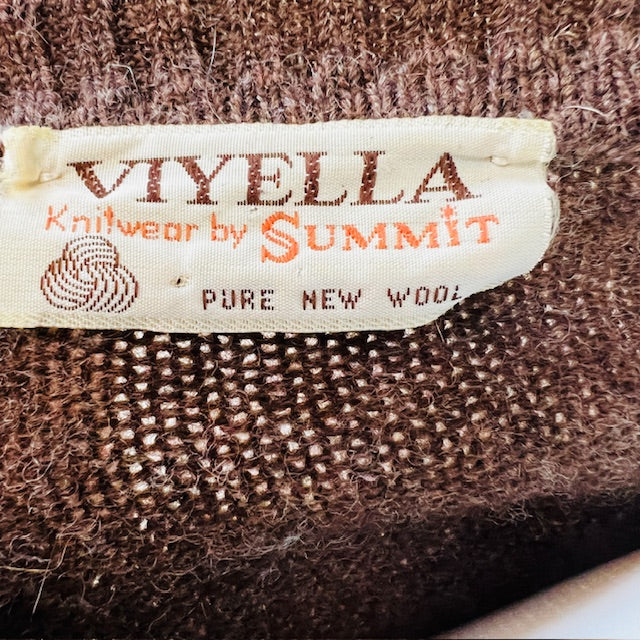 VIYELLA
Knitwear by SUMMiT
PURE NEW WOOL